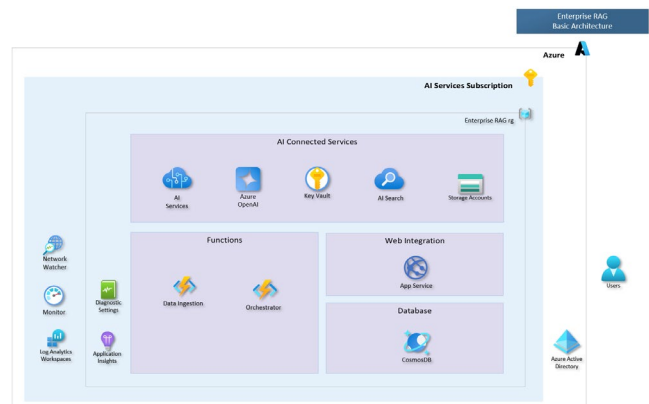 Enterprise RAG
Basic Architecture
Azure
AI Services Subscription
Enterprise RAG rg
AI Connected Services
AI
Services
Azure
OpenAI
Key Vault
AI Search
Storage Accounts
Functions
Data Ingestion
Orchestrator
Web Integration
App Service
Database
CosmosDB
Network
Watcher
Monitor
Log Analytics
Workspaces
Diagnostic
Settings
Application
Insights
Users
Azure Active
Directory